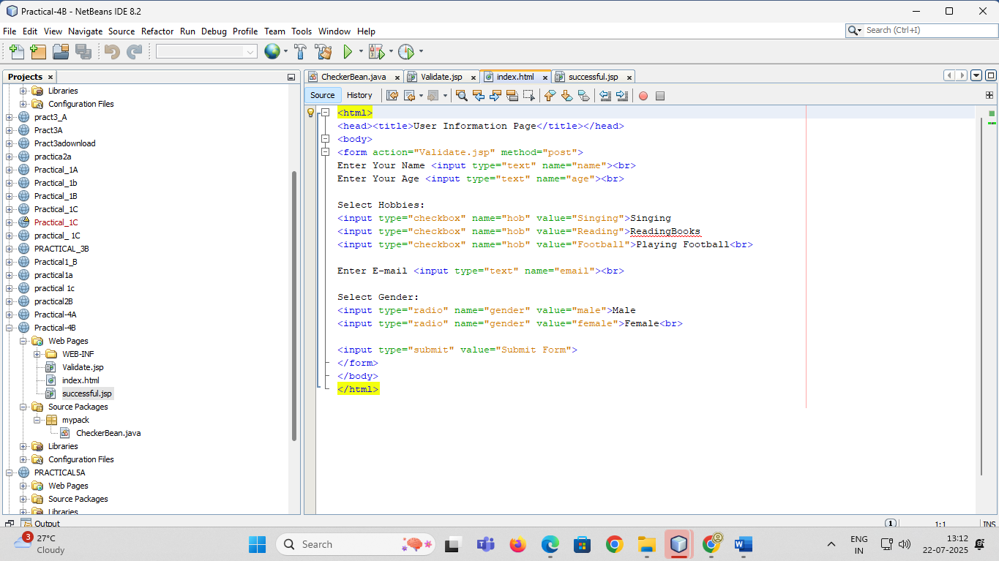 Practical-4B - NetBeans IDE 8.2
File Edit View Navigate Source Refactor Run Debug Profile Team Tools Window Help
Search (Ctrl+I)
Projects
Libraries
Configuration Files
pract3_A
Pract3A
Pract3adownload
practica2a
Practical_1A
Practical_1b
Practical_1B
Practical_1C
Practical_1C
practical_ 1C
PRACTICAL_3B
Practical1_B
practical1a
practical 1c
practical2B
Practical-4A
Practical-4B
Web Pages
WEB-INF
Validate.jsp
index.html
successful.jsp
Source Packages
mypack
CheckerBean.java
Libraries
Configuration Files
PRACTICAL5A
Web Pages
Source Packages
Libraries
CheckerBean.java Validate.jsp index.html successful.jsp
Source History
<html>
<head><title>User Information Page</title></head>
<body>
<form action="Validate.jsp" method="post">
Enter Your Name <input type="text" name="name"><br>
Enter Your Age <input type="text" name="age"><br>
Select Hobbies:
<input type="checkbox" name="hob" value="Singing">Singing
<input type="checkbox" name="hob" value="Reading">ReadingBooks
<input type="checkbox" name="hob" value="Football">Playing Football<br>
Enter E-mail <input type="text" name="email"><br>
Select Gender:
<input type="radio" name="gender" value="male">Male
<input type="radio" name="gender" value="female">Female<br>
<input type="submit" value="Submit Form">
</form>
</body>
</html>
Output
1 1:1 INS
3
27°C
Cloudy
Search
ENG
IN
13:12
22-07-2025